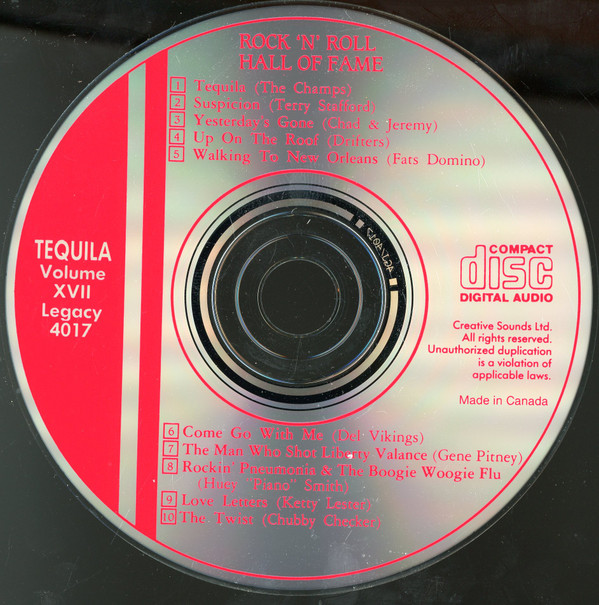 ROCK 'N' ROLL
HALL OF FAME
1 Tequila (The Champs)
2 Suspicion (Terry Stafford)
3 Yesterday's Gone (Chad & Jeremy)
4 Up On The Roof (Drifters)
5 Walking To New Orleans (Fats Domino)
TEQUILA
Volume
XVII
Legacy
4017
COMPACT
disc
DIGITAL AUDIO
Creative Sounds Ltd.
All rights reserved.
Unauthorized duplication
is a violation of
applicable laws.
Made in Canada
6 Come Go With Me (Del Vikings)
7 The Man Who Shot Liberty Valance (Gene Pitney)
8 Rockin' Pneumonia & The Boogie Woogie Flu
(Huey "Piano" Smith)
9 Love Letters (Ketty Lester)
10 The Twist (Chubby Checker)